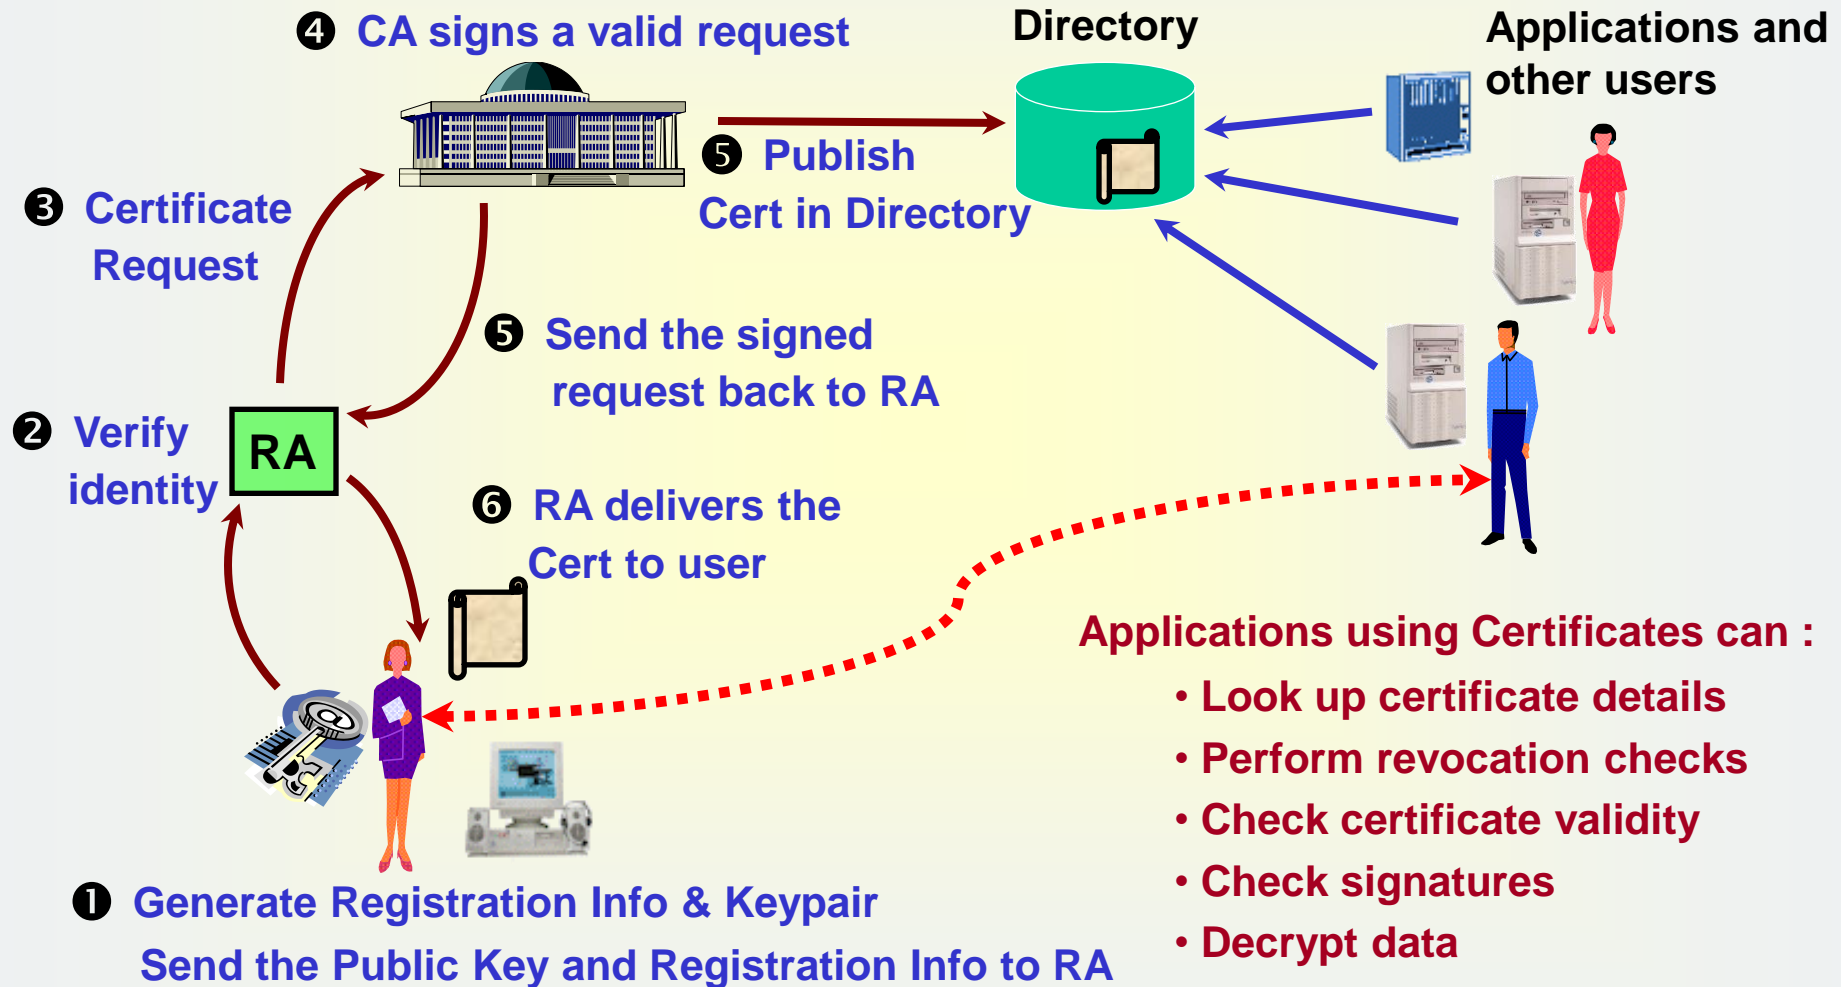 ❹ CA signs a valid request
Directory
Applications and
other users
❺ Publish
Cert in Directory
❸ Certificate
Request
❺ Send the signed
request back to RA
❷ Verify
identity
RA
❻ RA delivers the
Cert to user
Applications using Certificates can :
• Look up certificate details
• Perform revocation checks
• Check certificate validity
• Check signatures
• Decrypt data
❶ Generate Registration Info & Keypair
Send the Public Key and Registration Info to RA